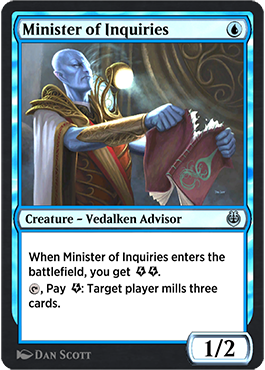 Minister of Inquiries
Creature – Vedalken Advisor
When Minister of Inquiries enters the
battlefield, you get .
, Pay : Target player mills three
cards.
1/2
DAN SCOTT